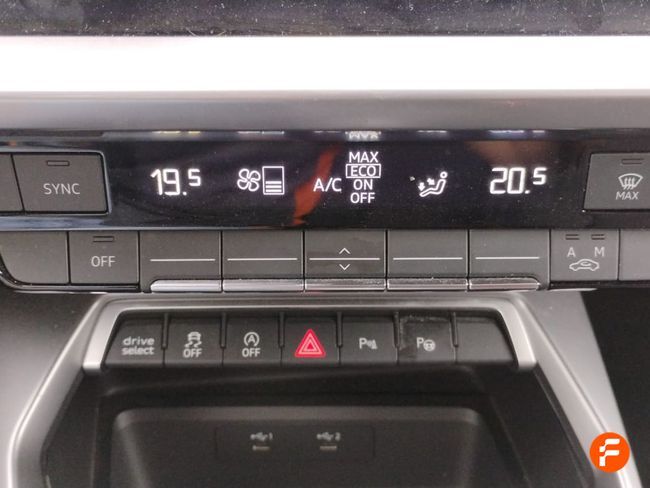 SYNC
19.5
A/C
MAX
ECO
ON
OFF
20.5
MAX
OFF
A M
drive
select
OFF
A
OFF
P
P
1
2